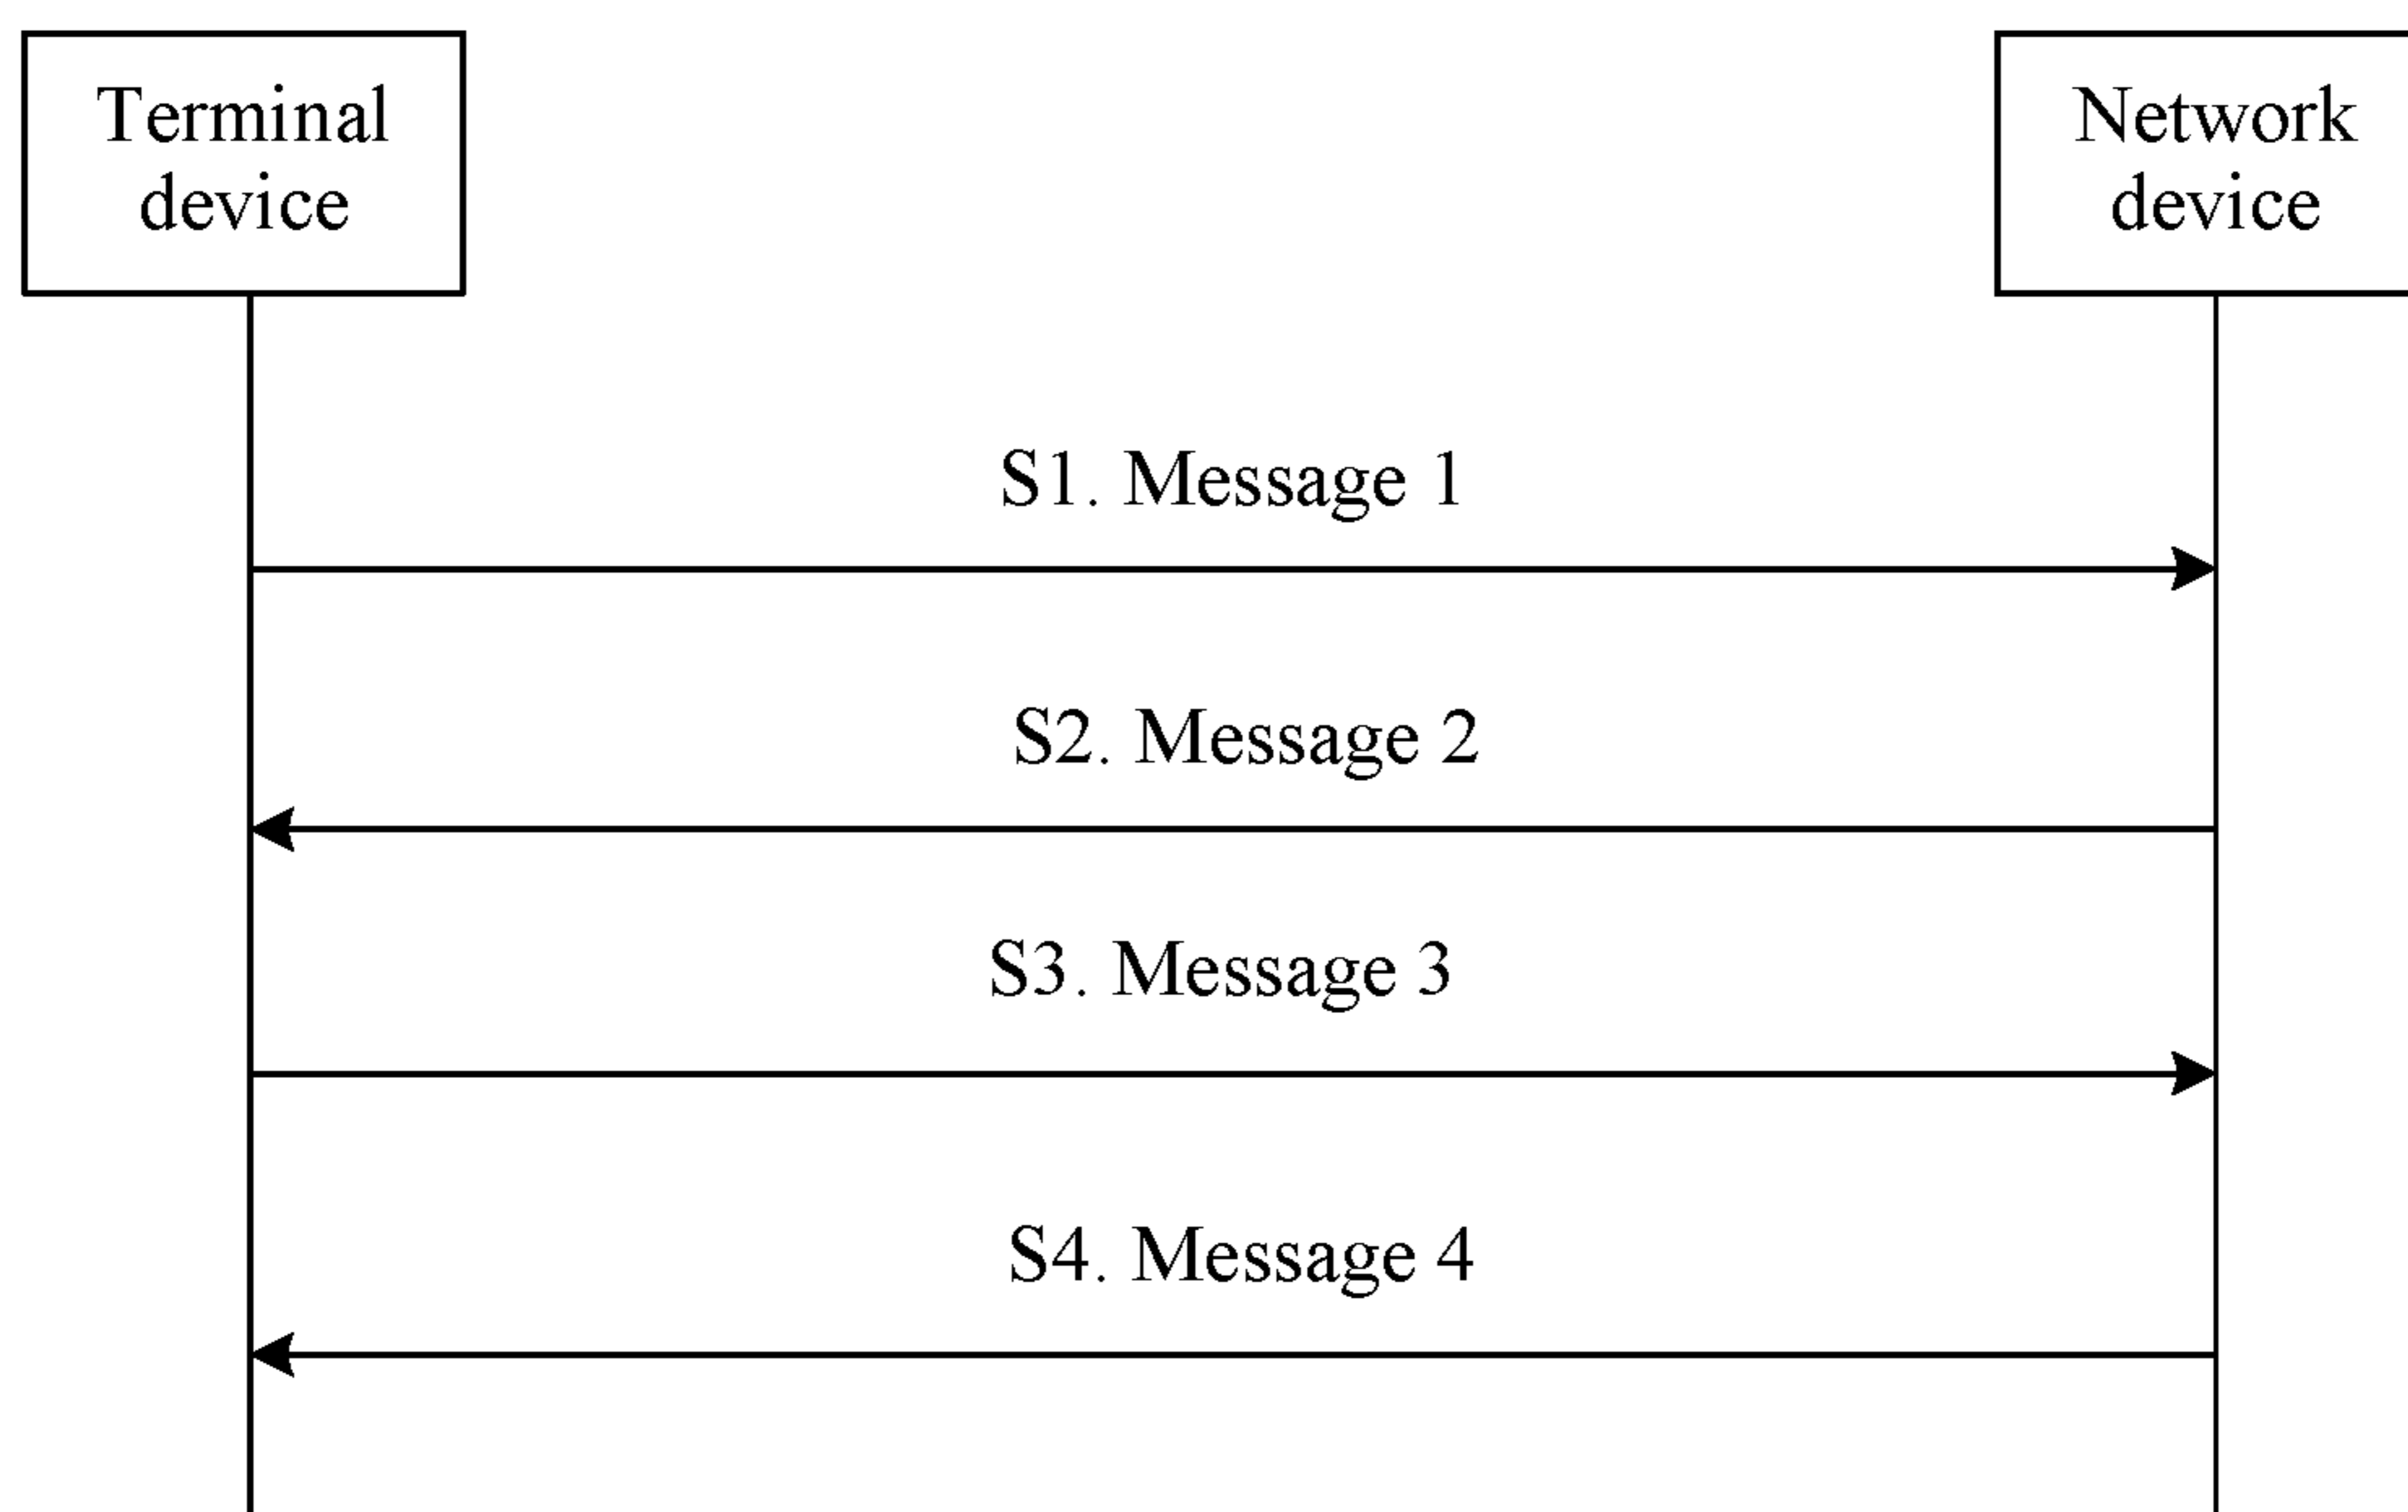 Terminal
device
Network
device
S1. Message 1
S2. Message 2
S3. Message 3
S4. Message 4